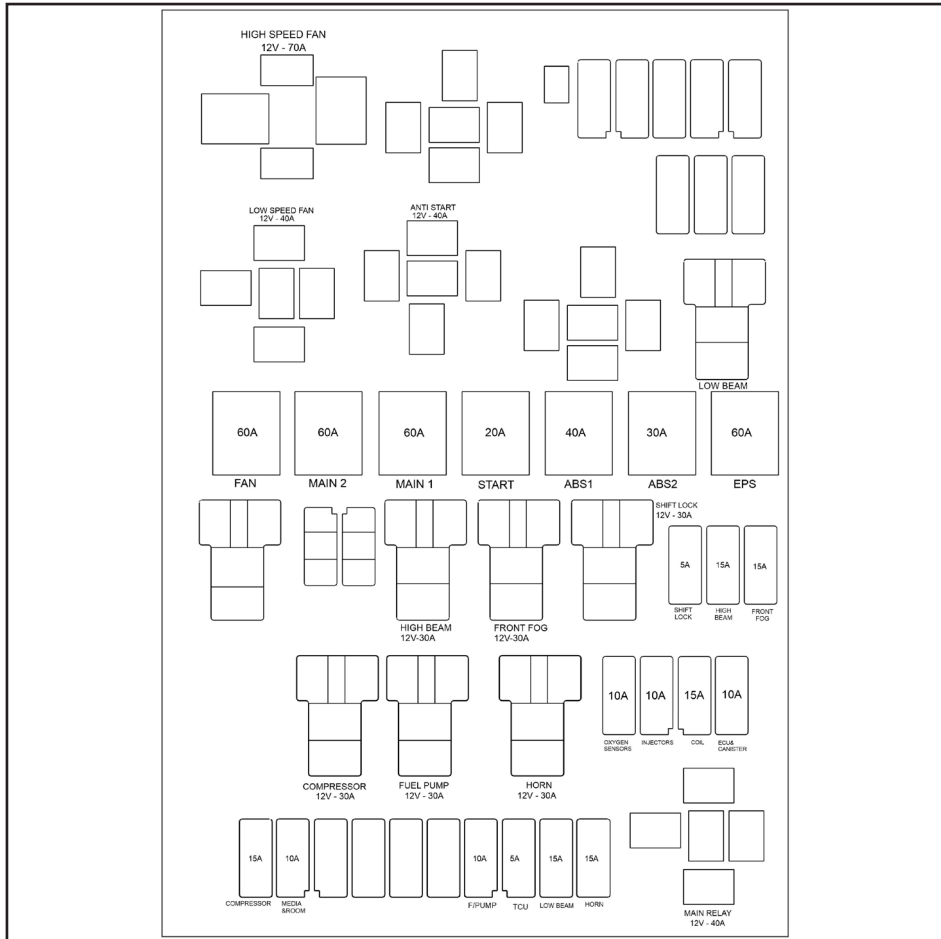 HIGH SPEED FAN
12V - 70A
LOW SPEED FAN
12V - 40A
ANTI START
12V - 40A
LOW BEAM
60A
60A
60A
20A
40A
30A
60A
FAN
MAIN 2
MAIN 1
START
ABS1
ABS2
EPS
SHIFT LOCK
12V - 30A
5A
15A
15A
SHIFT
LOCK
HIGH
BEAM
FRONT
FOG
HIGH BEAM
12V-30A
FRONT FOG
12V-30A
10A
10A
15A
10A
OXYGEN
SENSORS
INJECTORS
COIL
ECU&
CANISTER
COMPRESSOR
12V - 30A
FUEL PUMP
12V - 30A
HORN
12V - 30A
15A
10A
10A
5A
15A
15A
COMPRESSOR
MEDIA
&ROOM
F/PUMP
TCU
LOW BEAM
HORN
MAIN RELAY
12V - 40A